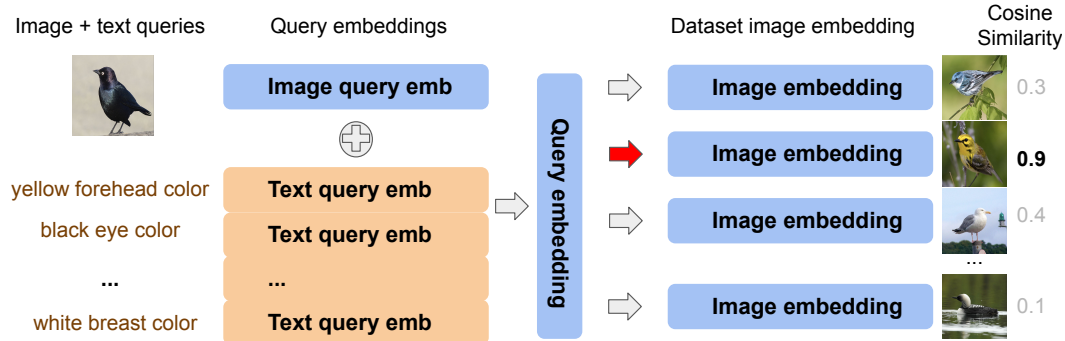 Image + text queries
Query embeddings
Dataset image embedding
Cosine
Similarity
Image query emb
yellow forehead color
Text query emb
black eye color
Text query emb
...
...
white breast color
Text query emb
Query embedding
Image embedding
0.3
Image embedding
0.9
Image embedding
0.4
...
Image embedding
0.1